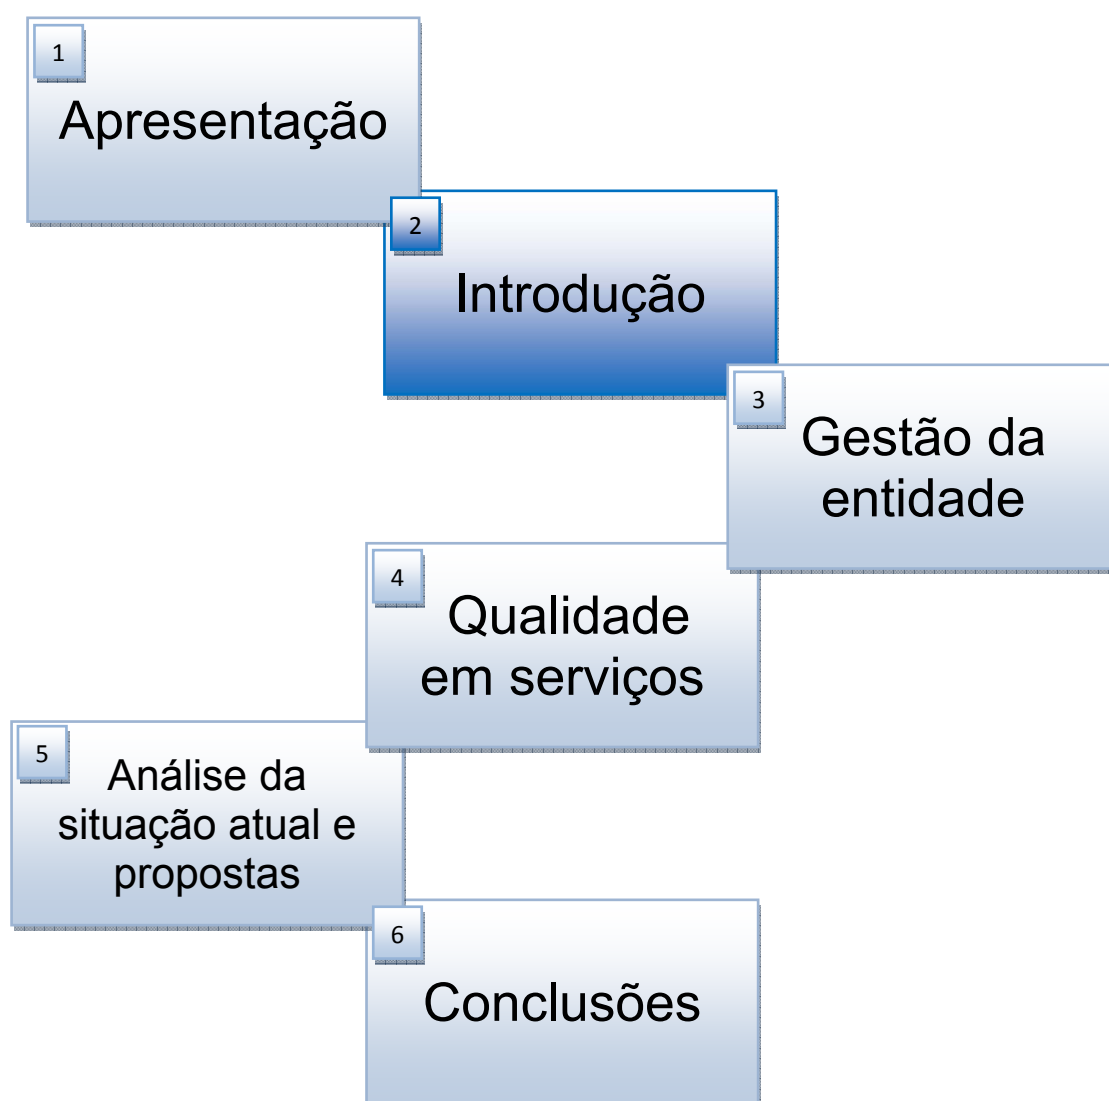 1
Apresentação
2
Introdução
3
Gestão da
entidade
4
Qualidade
em serviços
5
Análise da
situação atual e
propostas
6
Conclusões